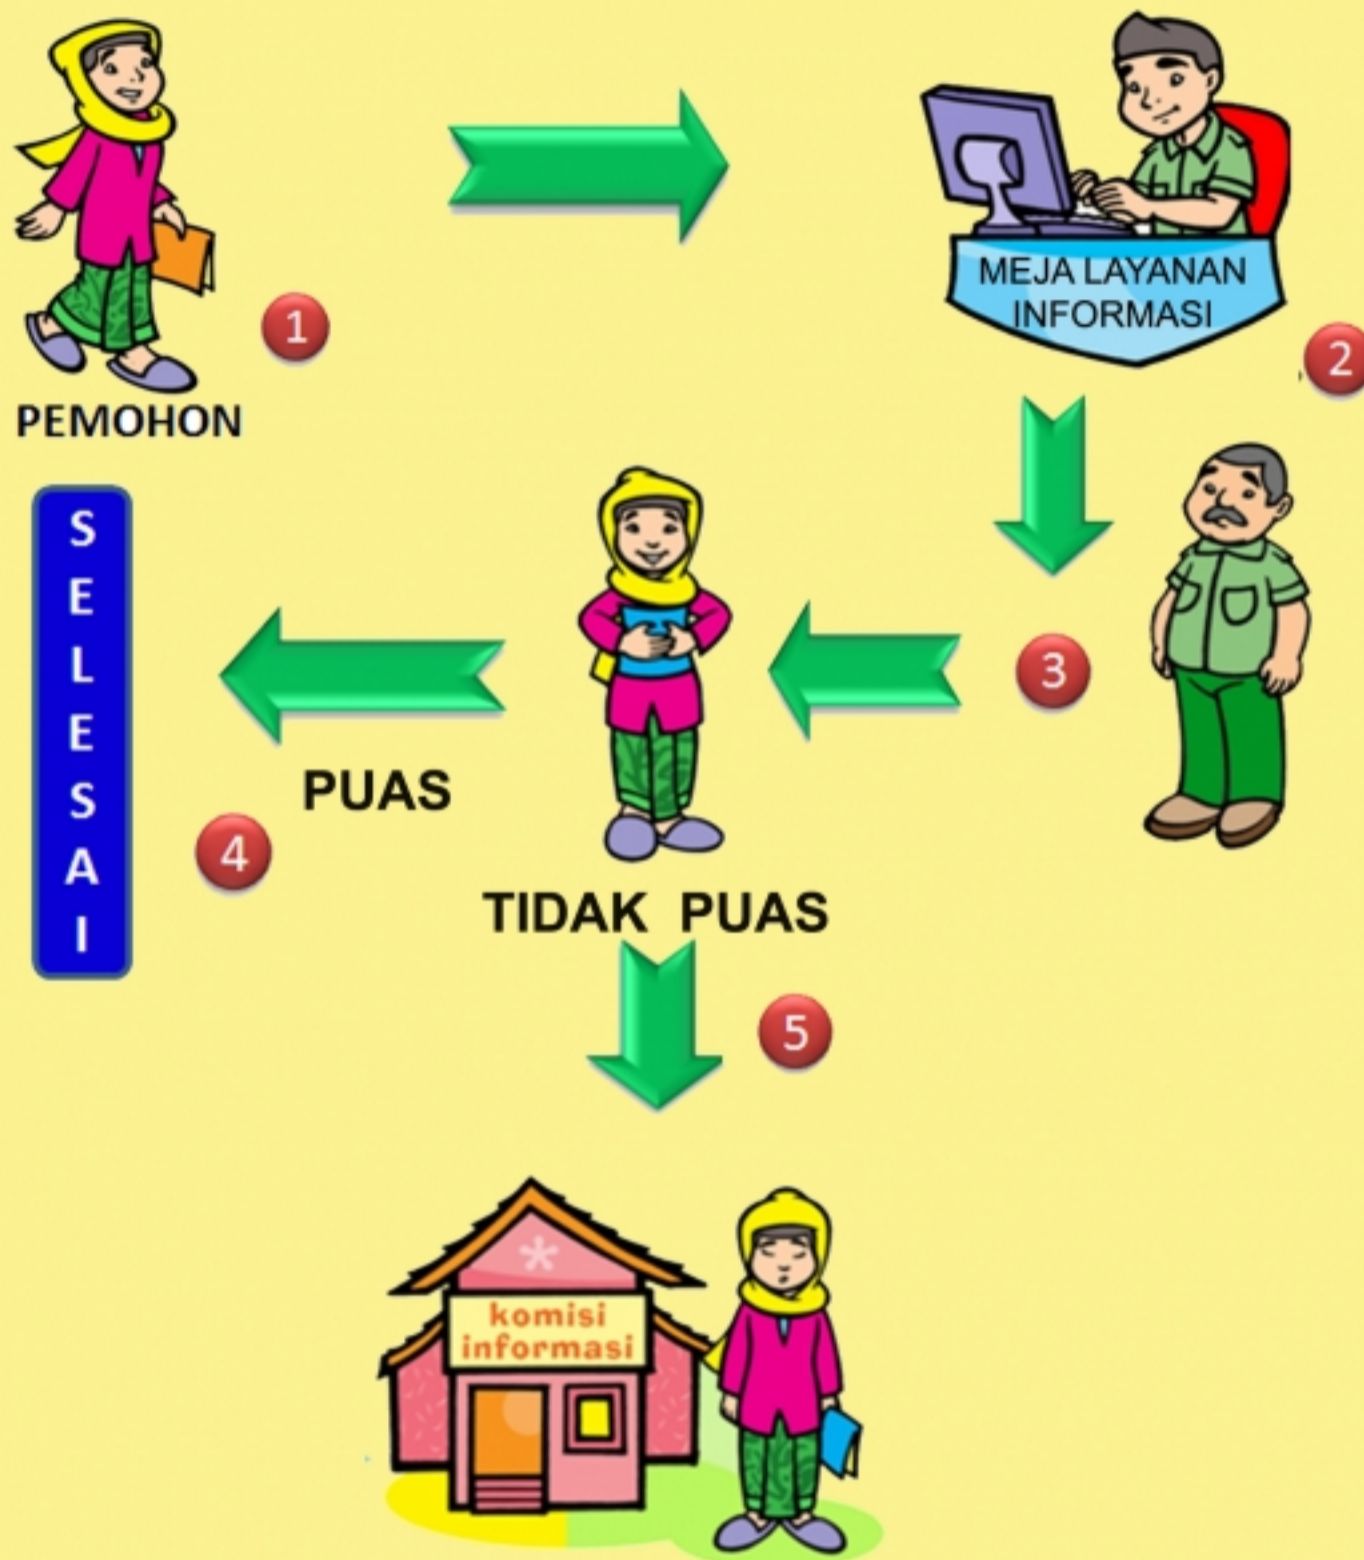 1
PEMOHON
MEJA LAYANAN
INFORMASI
2
3
PUAS
4
S
E
L
E
S
A
I
TIDAK PUAS
5
komisi
informasi